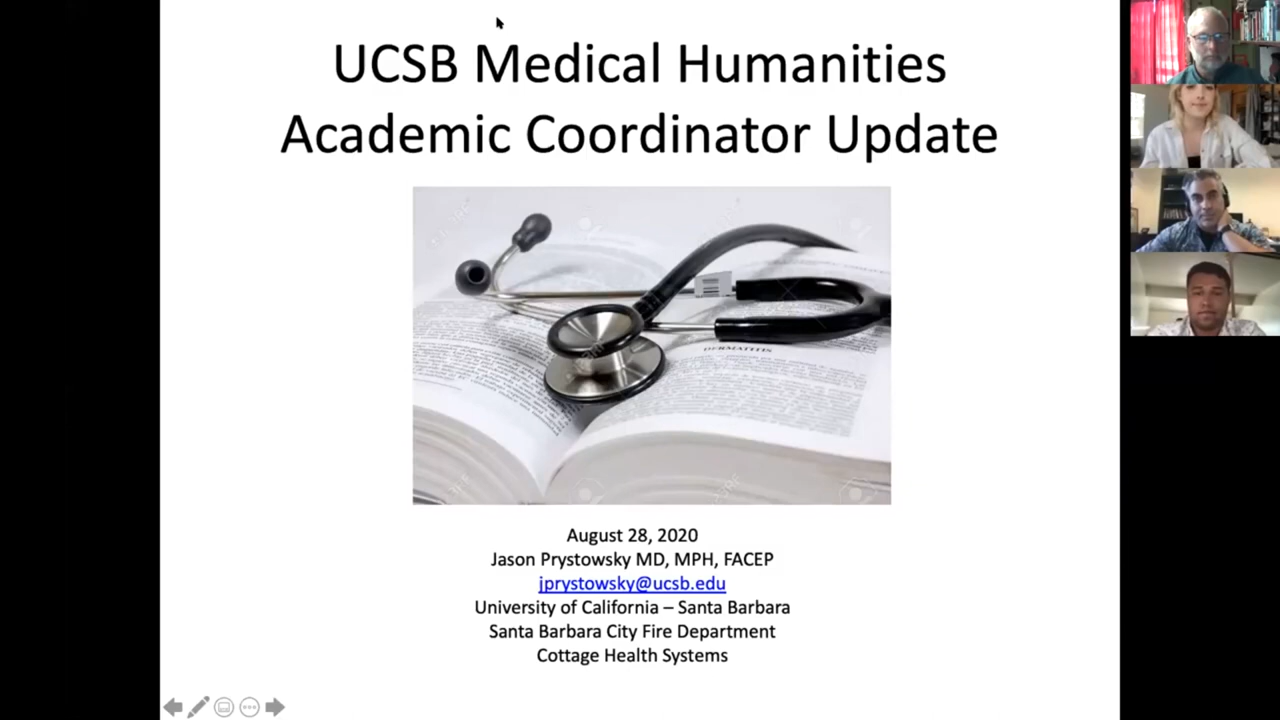 UCSB Medical Humanities
Academic Coordinator Update
DERMATITIS
August 28, 2020
Jason Prystowsky MD, MPH, FACEP
jprystowsky@ucsb.edu
University of California – Santa Barbara
Santa Barbara City Fire Department
Cottage Health Systems